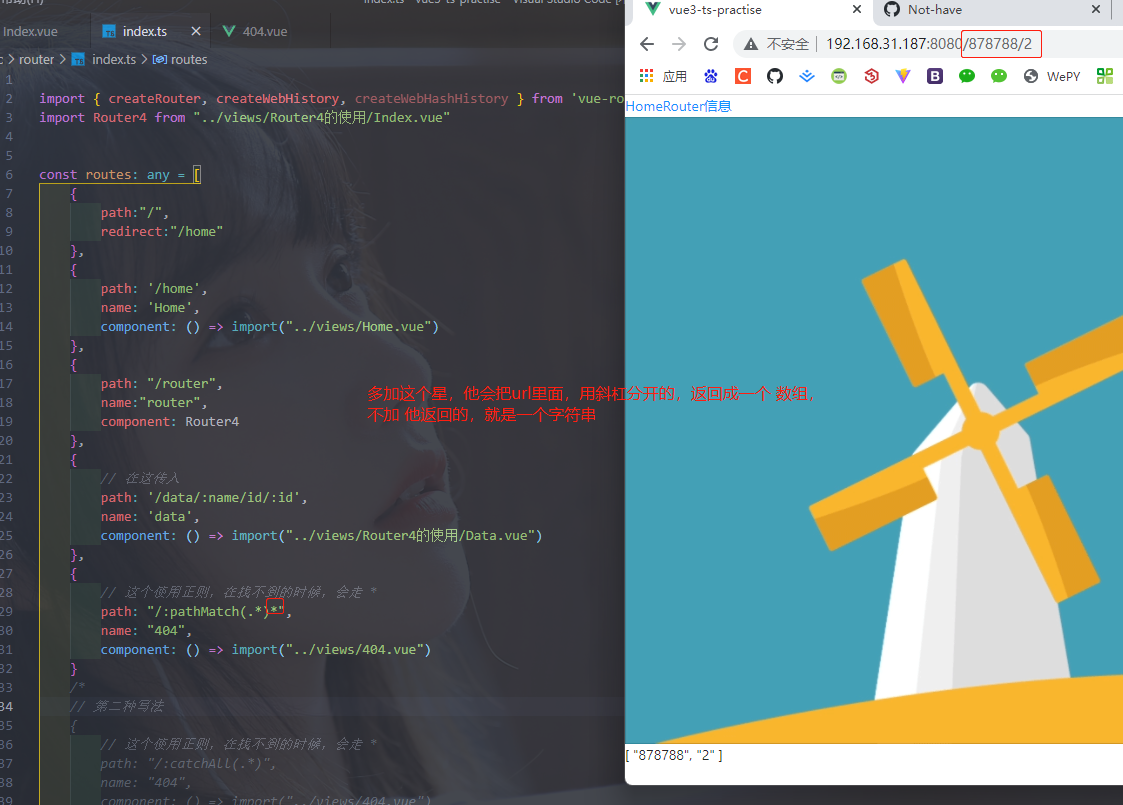 index.ts - vue3-ts-practise - Visual Studio Code [
Index.vue
index.ts
404.vue
router > index.ts > routes
1
2 import { createRouter, createWebHistory, createWebHashHistory } from 'vue-ro
3 import Router4 from "../views/Router4的使用/Index.vue"
4
5
6 const routes: any = [
7 {
8 path:"/",
9 redirect:"/home"
10 },
11 {
12 path: '/home',
13 name: 'Home',
14 component: () => import("../views/Home.vue")
15 },
16 {
17 path: "/router",
18 name:"router",
19 component: Router4
20 },
21 {
22 // 在这传入
23 path: '/data/:name/id/:id',
24 name: 'data',
25 component: () => import("../views/Router4的使用/Data.vue")
26 },
27 {
28 // 这个使用正则，在找不到的时候，会走 *
29 path: "/:pathMatch(.*)*",
30 name: "404",
31 component: () => import("../views/404.vue")
32 }
33 /*
34 // 第二种写法
35 {
36 // 这个使用正则，在找不到的时候，会走 *
37 path: "/:catchAll(.*)",
38 name: "404",
39 component: () => import("../views/404.vue")
多加这个星，他会把url里面，用斜杠分开的，返回成一个 数组，
不加 他返回的，就是一个字符串
vue3-ts-practise
Not-have
不安全 192.168.31.187:8080/878788/2
应用
WePY
HomeRouter信息
[ "878788", "2" ]